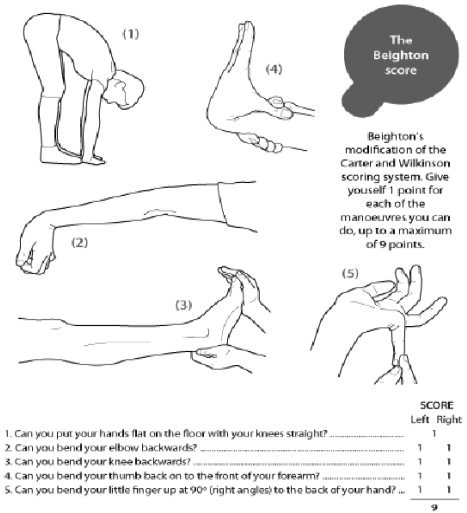 (1)
The
Beighton
score
(4)
Beighton's
modification of the
Carter and Wilkinson
scoring system. Give
youself 1 point for
each of the
manoeuvres you can
do, up to a maximum
of 9 points.
(2)
(3)
(5)
SCORE
Left Right
1. Can you put your hands flat on the floor with your knees straight? .......................... 1
2. Can you bend your elbow backwards? ........................................................................ 1 1
3. Can you bend your knee backwards? .......................................................................... 1 1
4. Can you bend your thumb back on to the front of your forearm? ............................ 1 1
5. Can you bend your little finger up at 90º (right angles) to the back of your hand? ... 1 1
9